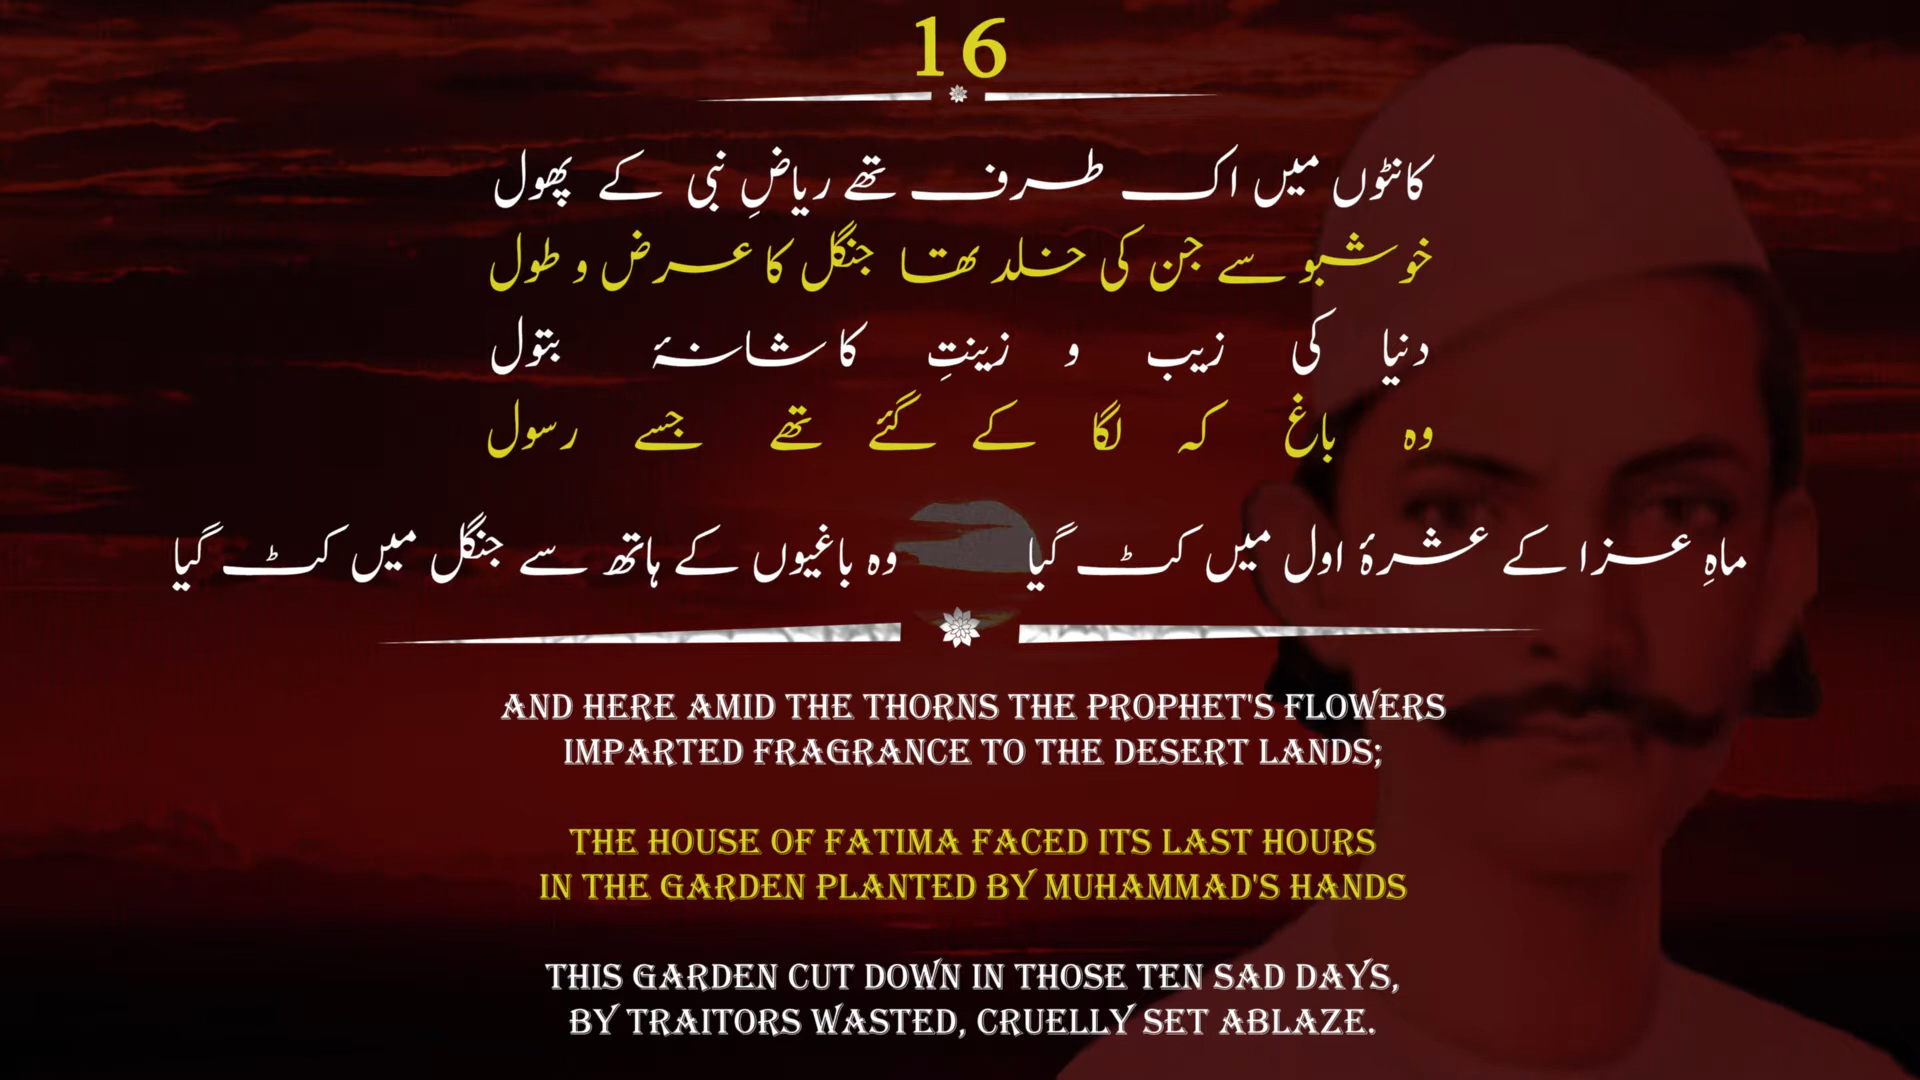 16
کانٹوں میں اک طرف تھے ریاضِ نبی کے پھول
خوشبو سے جن کی خلد تھا جنگل کا عرض و طول
دنیا کی زیب و زینتِ کاشانۂ بتول
وہ باغ کہ لگا کے گئے تھے جسے رسول
ماہِ عزا کے عشرۂ اول میں کٹ گیا وہ باغیوں کے ہاتھ سے جنگل میں کٹ گیا
AND HERE AMID THE THORNS THE PROPHET'S FLOWERS
IMPARTED FRAGRANCE TO THE DESERT LANDS;
THE HOUSE OF FATIMA FACED ITS LAST HOURS
IN THE GARDEN PLANTED BY MUHAMMAD'S HANDS
THIS GARDEN CUT DOWN IN THOSE TEN SAD DAYS,
BY TRAITORS WASTED, CRUELLY SET ABLAZE.